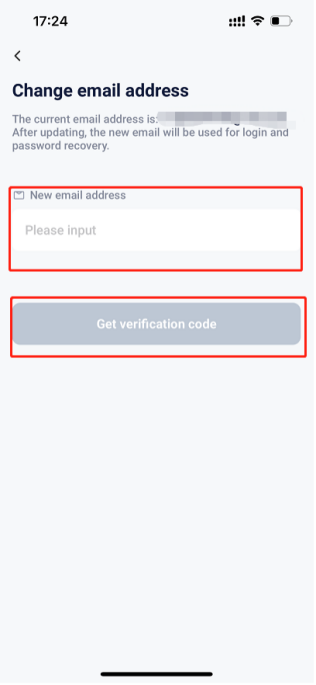 17:24
Change email address
The current email address is:
After updating, the new email will be used for login and
password recovery.
New email address
Please input
Get verification code